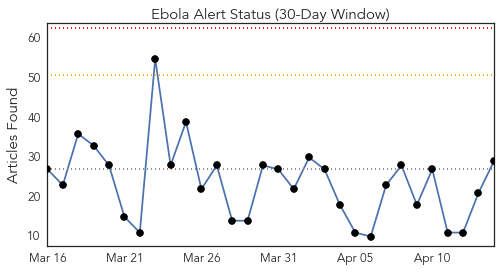 Ebola Alert Status (30-Day Window)
60
50
40
30
20
10
Articles Found
Mar 16 Mar 21 Mar 26 Mar 31 Apr 05 Apr 10